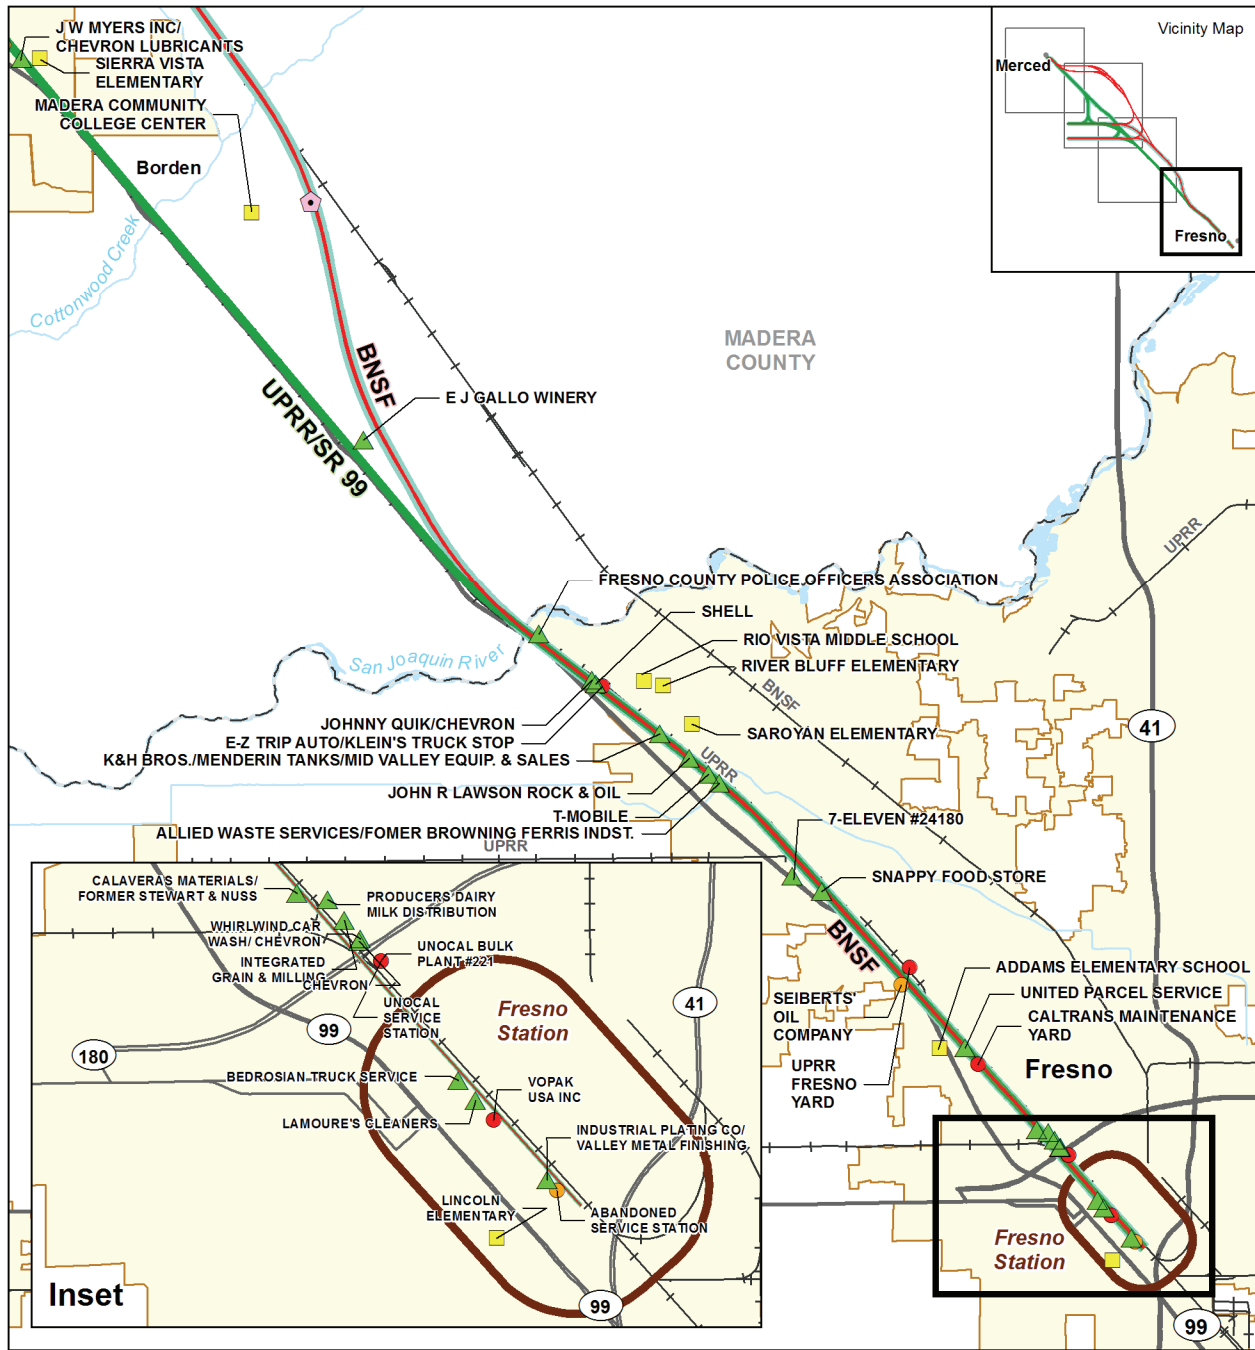 J W MYERS INC/
CHEVRON LUBRICANTS
SIERRA VISTA
ELEMENTARY
MADERA COMMUNITY
COLLEGE CENTER
Borden
Cottonwood Creek
Vicinity Map
Merced
Fresno
MADERA
COUNTY
BNSF
UPRR/SR 99
E J GALLO WINERY
UPRR
FRESNO COUNTY POLICE OFFICERS ASSOCIATION
SHELL
RIO VISTA MIDDLE SCHOOL
RIVER BLUFF ELEMENTARY
BNSF
San Joaquin River
JOHNNY QUIK/CHEVRON
E-Z TRIP AUTO/KLEIN'S TRUCK STOP
K&H BROS./MENDERIN TANKS/MID VALLEY EQUIP. & SALES
SAROYAN ELEMENTARY
41
UPRR
JOHN R LAWSON ROCK & OIL
T-MOBILE
ALLIED WASTE SERVICES/FOMER BROWNING FERRIS INDST.
UPRR
7-ELEVEN #24180
SNAPPY FOOD STORE
BNSF
ADDAMS ELEMENTARY SCHOOL
UNITED PARCEL SERVICE
CALTRANS MAINTENANCE
YARD
SEIBERTS'
OIL
COMPANY
UPRR
FRESNO
YARD
Fresno
Fresno
Station
99
CALAVERAS MATERIALS/
FORMER STEWART & NUSS
PRODUCERS DAIRY
MILK DISTRIBUTION
WHIRLWIND CAR
WASH/ CHEVRON
INTEGRATED
GRAIN & MILLING
CHEVRON
UNOCAL BULK
PLANT #221
UNOCAL
SERVICE
STATION
Fresno
Station
41
99
180
BEDROSIAN TRUCK SERVICE
VOPAK
USA INC
LAMOURE'S CLEANERS
INDUSTRIAL PLATING CO/
VALLEY METAL FINISHING
LINCOLN
ELEMENTARY
ABANDONED
SERVICE STATION
99
Inset